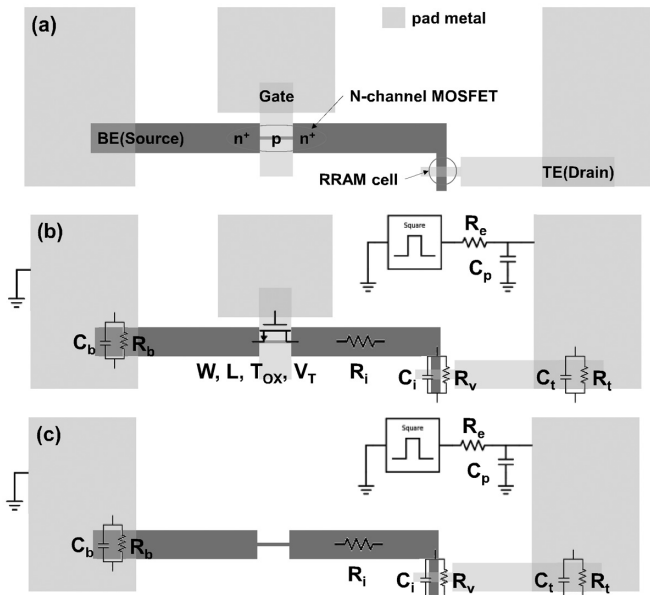 (a)
pad metal
Gate
N-channel MOSFET
BE(Source)
n+
p
n+
RRAM cell
TE(Drain)
(b)
Square
Re
Cp
Cb
Rb
W, L, TOX, VT
Ri
Ci
Rv
Ct
Rt
(c)
Square
Re
Cp
Cb
Rb
Ri
Ci
Rv
Ct
Rt